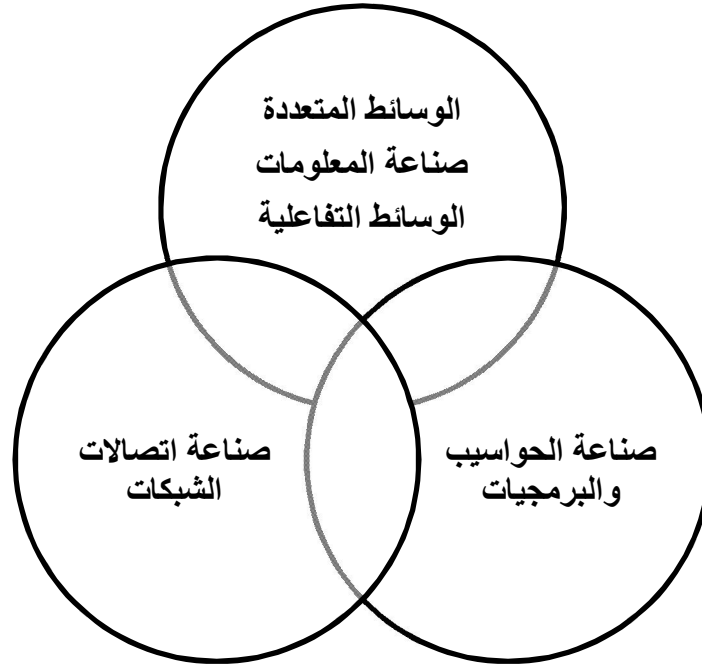 الوسائط المتعددة
صناعة المعلومات
الوسائط التفاعلية
صناعة الحواسيب
والبرمجيات
صناعة اتصالات
الشبكات